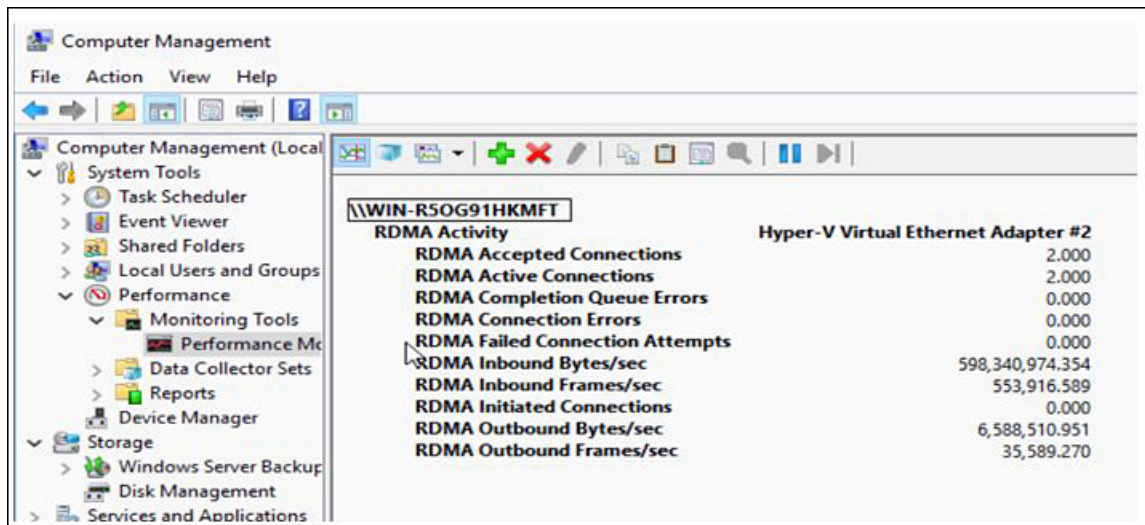 Computer Management
File Action View Help
Computer Management (Local
System Tools
Task Scheduler
Event Viewer
Shared Folders
Local Users and Groups
Performance
Monitoring Tools
Performance Mc
Data Collector Sets
Reports
Device Manager
Storage
Windows Server Backup
Disk Management
Services and Applications
\\WIN-R5OG91HKMFT
RDMA Activity Hyper-V Virtual Ethernet Adapter #2
RDMA Accepted Connections 2.000
RDMA Active Connections 2.000
RDMA Completion Queue Errors 0.000
RDMA Connection Errors 0.000
RDMA Failed Connection Attempts 0.000
RDMA Inbound Bytes/sec 598,340,974.354
RDMA Inbound Frames/sec 553,916.589
RDMA Initiated Connections 0.000
RDMA Outbound Bytes/sec 6,588,510.951
RDMA Outbound Frames/sec 35,589.270